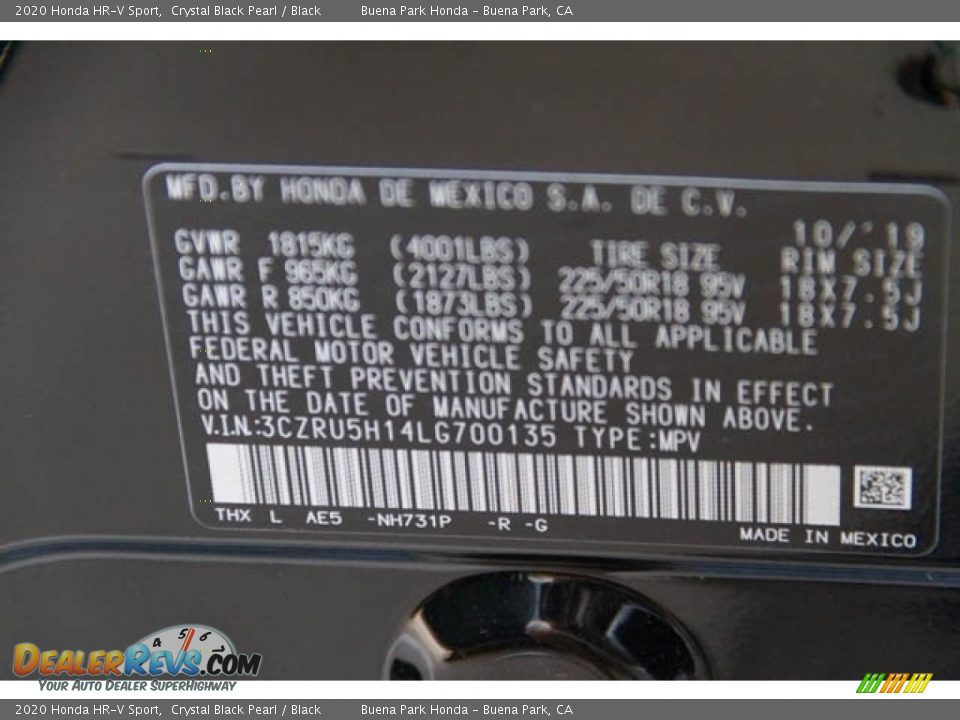 2020 Honda HR-V Sport, Crystal Black Pearl / Black Buena Park Honda - Buena Park, CA
MFD.BY HONDA DE MEXICO S.A. DE C.V.
10/'19
GVWR 1815KG (4001LBS) TIRE SIZE RIM SIZE
GAWR F 965KG (2127LBS) 225/50R18 95V 18X7.5J
GAWR R 850KG (1873LBS) 225/50R18 95V 18X7.5J
THIS VEHICLE CONFORMS TO ALL APPLICABLE
FEDERAL MOTOR VEHICLE SAFETY
AND THEFT PREVENTION STANDARDS IN EFFECT
ON THE DATE OF MANUFACTURE SHOWN ABOVE.
V.I.N.:3CZRU5H14LG700135 TYPE:MPV
THX L AE5 -NH731P -R -G
MADE IN MEXICO
4 5 6
DEALERREVS.COM
YOUR AUTO DEALER SUPERHIGHWAY
2020 Honda HR-V Sport, Crystal Black Pearl / Black Buena Park Honda - Buena Park, CA